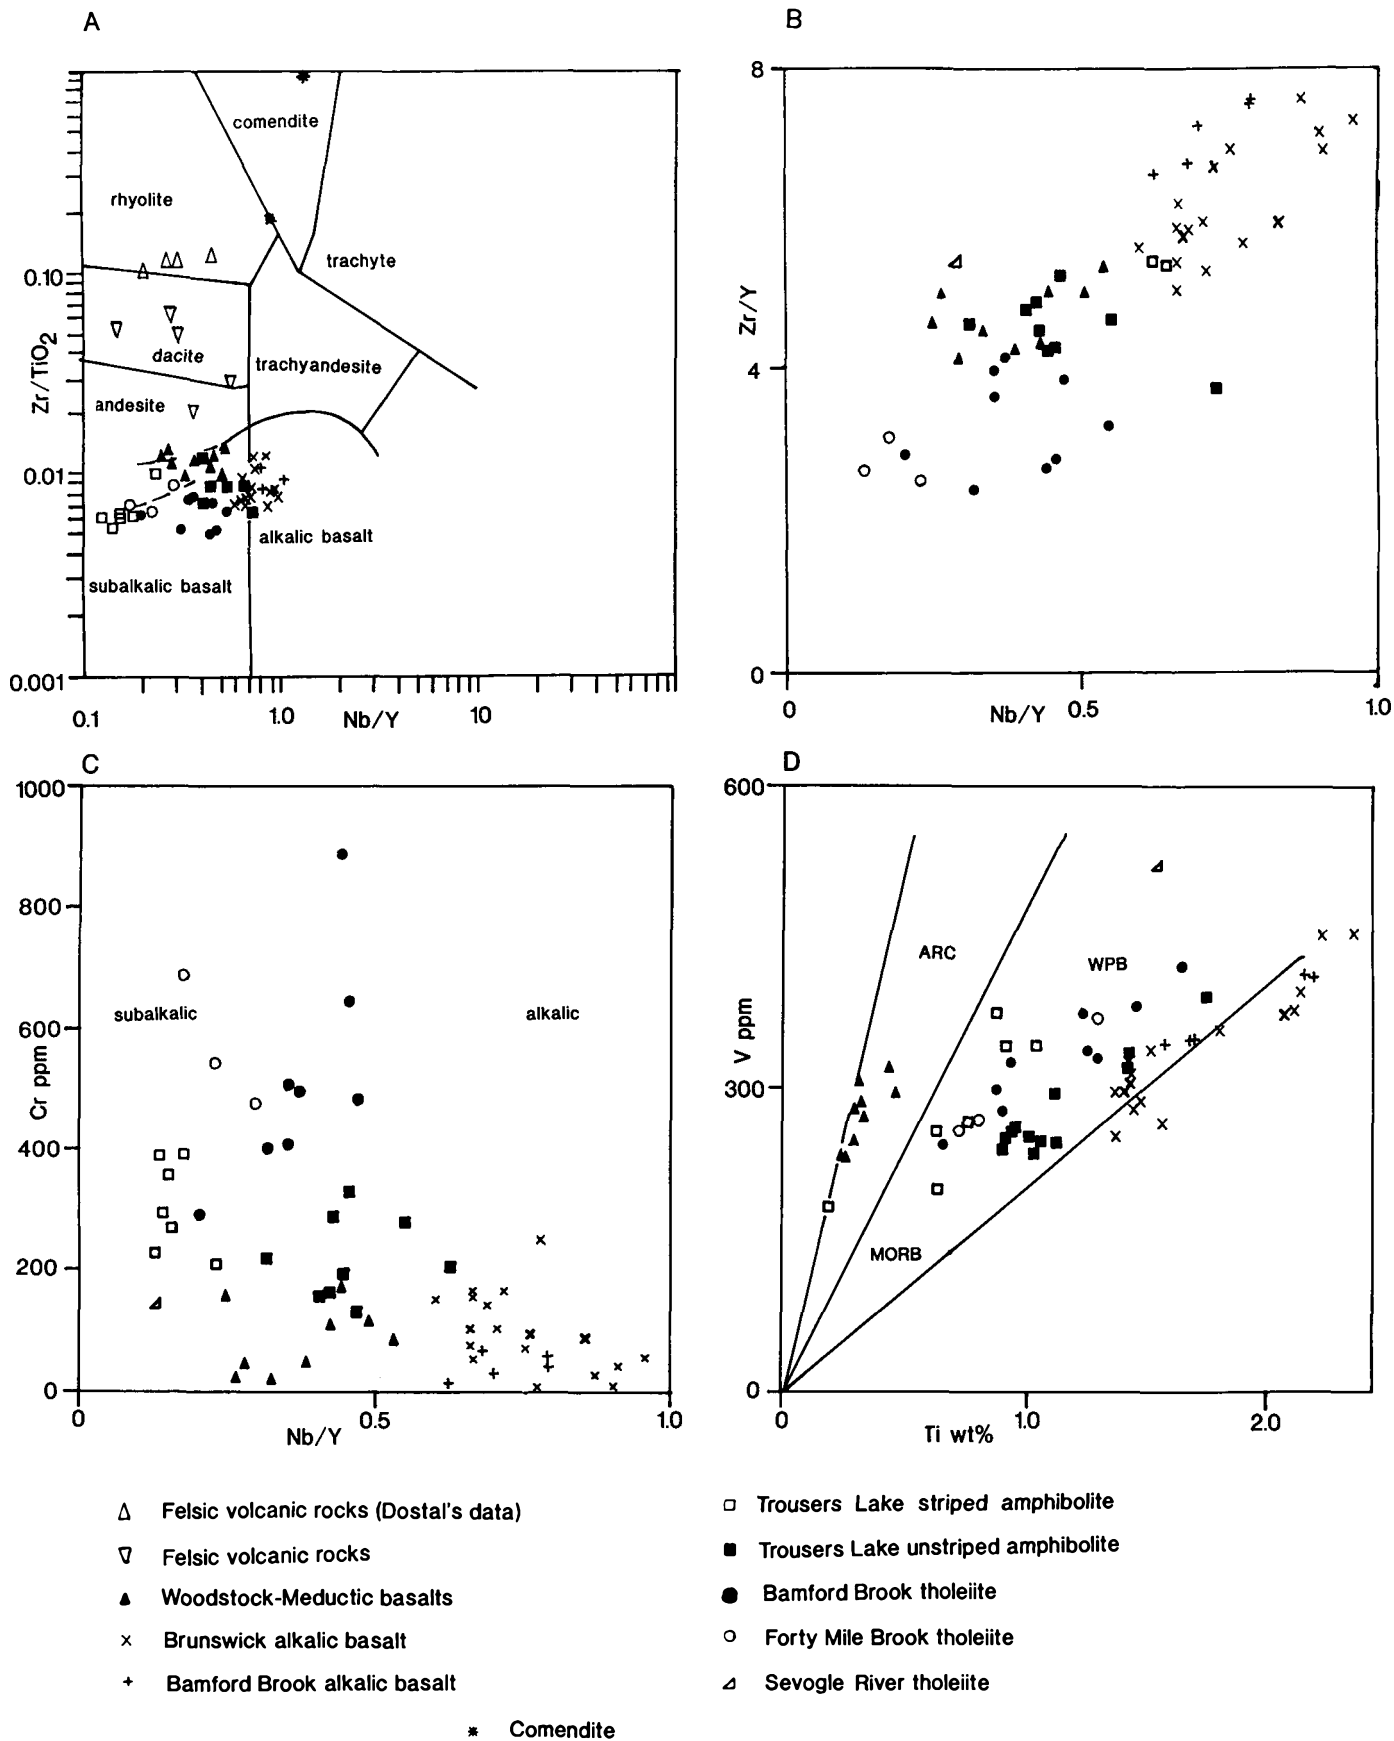 A
comendite
rhyolite
trachyte
dacite
trachyandesite
andesite
alkalic basalt
subalkalic basalt
0.10
0.01
0.001
Zr/TiO2
0.1
1.0
Nb/Y
10
B
8
4
0
Zr/Y
0
Nb/Y
0.5
1.0
C
1000
800
600
400
200
0
Cr ppm
subalkalic
alkalic
0
Nb/Y
0.5
1.0
D
600
300
0
V ppm
ARC
WPB
MORB
0
Ti wt%
1.0
2.0
Felsic volcanic rocks (Dostal's data)
Felsic volcanic rocks
Woodstock-Meductic basalts
Brunswick alkalic basalt
Bamford Brook alkalic basalt
Trousers Lake striped amphibolite
Trousers Lake unstriped amphibolite
Bamford Brook tholeiite
Forty Mile Brook tholeiite
Sevogle River tholeiite
Comendite